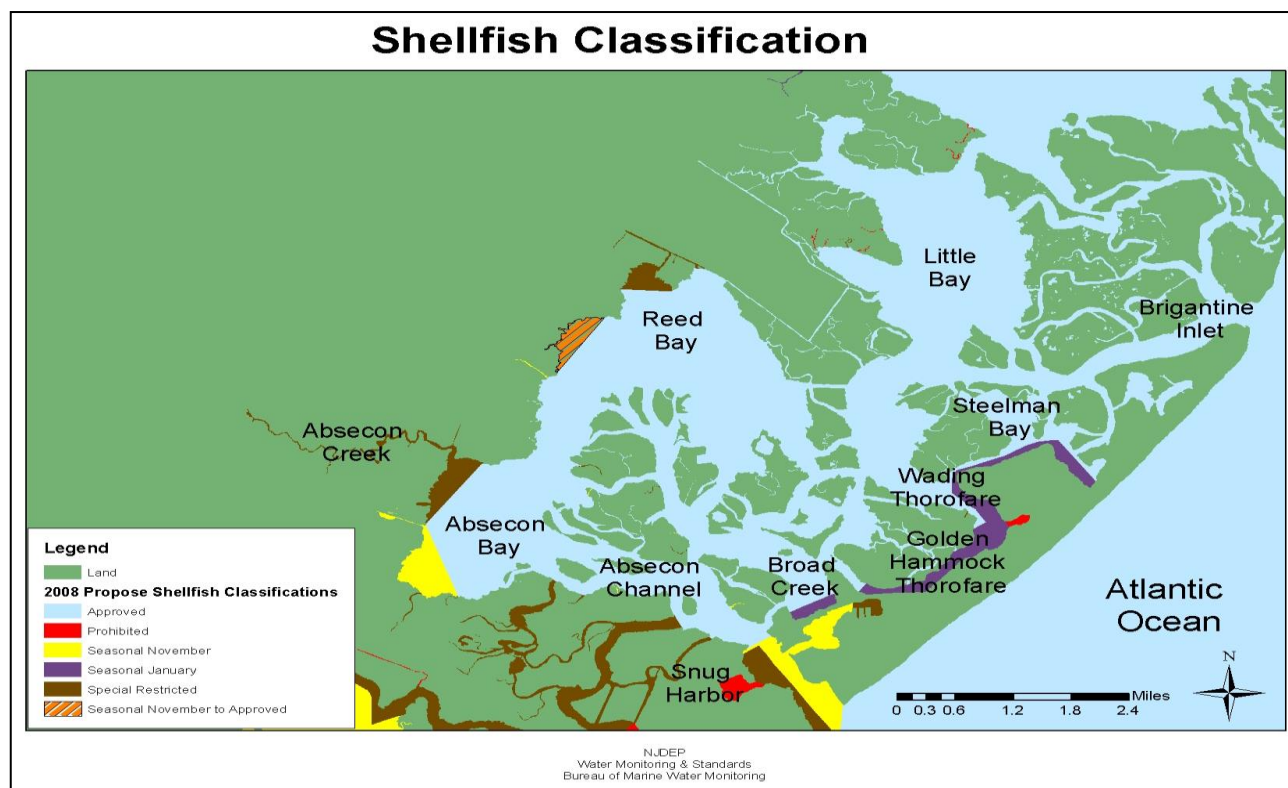 Shellfish Classification
Little
Bay
Brigantine
Inlet
Reed
Bay
Steelman
Bay
Absecon
Creek
Wading
Thorofare
Absecon
Bay
Golden
Hammock
Thorofare
Absecon
Channel
Broad
Creek
Atlantic
Ocean
Snug
Harbor
Legend
Land
2008 Propose Shellfish Classifications
Approved
Prohibited
Seasonal November
Seasonal January
Special Restricted
Seasonal November to Approved
N
Miles
0 0.3 0.6 1.2 1.8 2.4
NJDEP
Water Monitoring & Standards
Bureau of Marine Water Monitoring